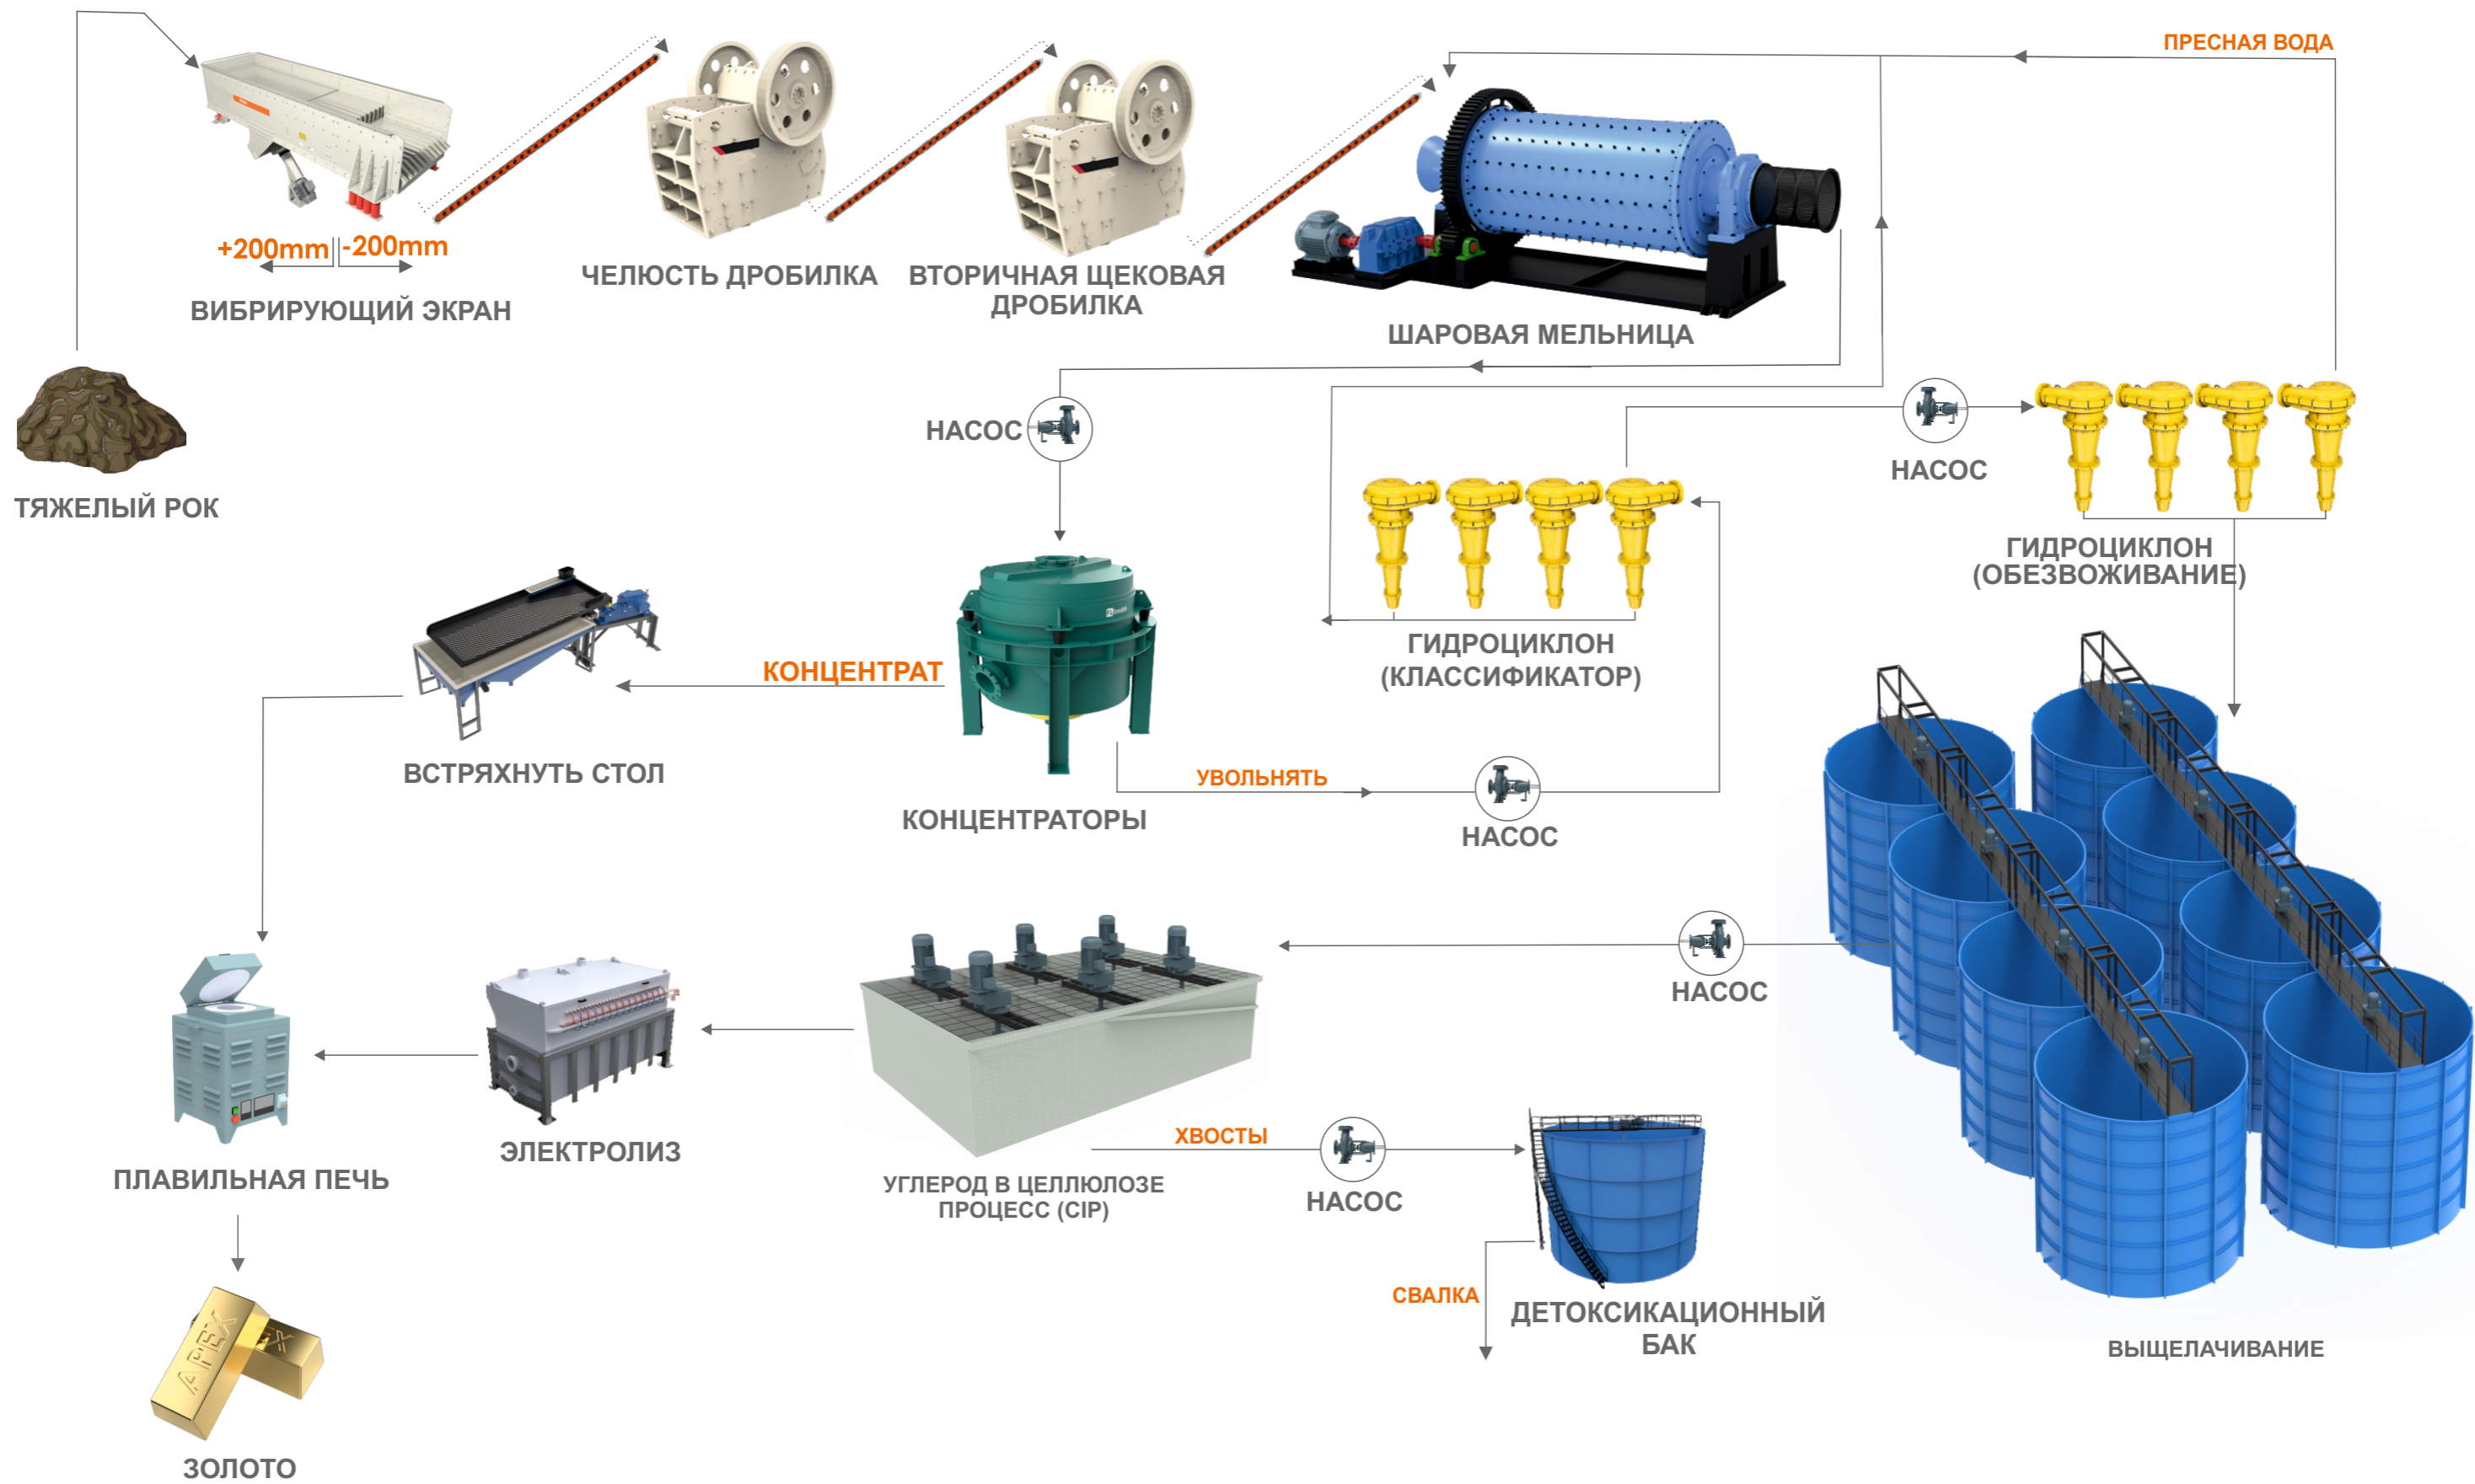 ПРЕСНАЯ ВОДА
+200mm
-200mm
ВИБРИРУЮЩИЙ ЭКРАН
ЧЕЛЮСТЬ ДРОБИЛКА
ВТОРИЧНАЯ ЩЕКОВАЯ
ДРОБИЛКА
ШАРОВАЯ МЕЛЬНИЦА
ТЯЖЕЛЫЙ РОК
НАСОС
НАСОС
ГИДРОЦИКЛОН
(ОБЕЗВОЖИВАНИЕ)
ГИДРОЦИКЛОН
(КЛАССИФИКАТОР)
КОНЦЕНТРАТ
ВСТРЯХНУТЬ СТОЛ
КОНЦЕНТРАТОРЫ
УВОЛЬНЯТЬ
НАСОС
НАСОС
ЭЛЕКТРОЛИЗ
ПЛАВИЛЬНАЯ ПЕЧЬ
УГЛЕРОД В ЦЕЛЛЮЛОЗЕ
ПРОЦЕСС (CIP)
ХВОСТЫ
НАСОС
СВАЛКА
ДЕТОКСИКАЦИОННЫЙ
БАК
ВЫЩЕЛАЧИВАНИЕ
APEX
EX
ЗОЛОТО